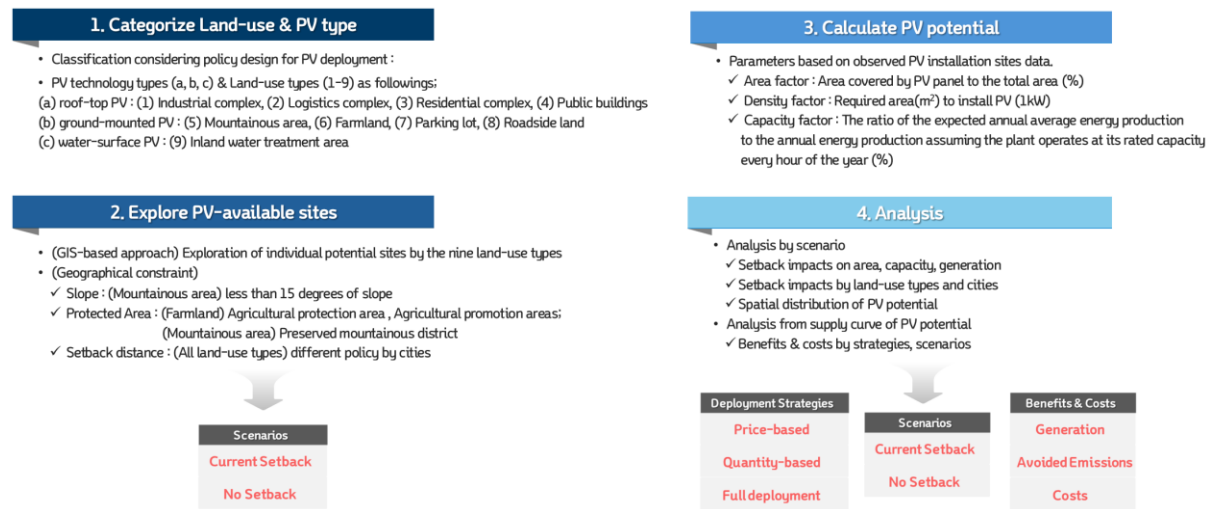 1. Categorize Land-use & PV type
• Classification considering policy design for PV deployment :
• PV technology types (a, b, c) & Land-use types (1-9) as followings;
(a) roof-top PV : (1) Industrial complex, (2) Logistics complex, (3) Residential complex, (4) Public buildings
(b) ground-mounted PV : (5) Mountainous area, (6) Farmland, (7) Parking lot, (8) Roadside land
(c) water-surface PV : (9) Inland water treatment area
2. Explore PV-available sites
• (GIS-based approach) Exploration of individual potential sites by the nine land-use types
• (Geographical constraint)
✓ Slope : (Mountainous area) less than 15 degrees of slope
✓ Protected Area : (Farmland) Agricultural protection area , Agricultural promotion areas;
(Mountainous area) Preserved mountainous district
✓ Setback distance : (All land-use types) different policy by cities
Scenarios
Current Setback
No Setback
3. Calculate PV potential
• Parameters based on observed PV installation sites data.
✓ Area factor : Area covered by PV panel to the total area (%)
✓ Density factor : Required area(m²) to install PV (1kW)
✓ Capacity factor : The ratio of the expected annual average energy production
to the annual energy production assuming the plant operates at its rated capacity
every hour of the year (%)
4. Analysis
• Analysis by scenario
✓ Setback impacts on area, capacity, generation
✓ Setback impacts by land-use types and cities
✓ Spatial distribution of PV potential
• Analysis from supply curve of PV potential
✓ Benefits & costs by strategies, scenarios
Deployment Strategies
Price-based
Quantity-based
Full deployment
Scenarios
Current Setback
No Setback
Benefits & Costs
Generation
Avoided Emissions
Costs